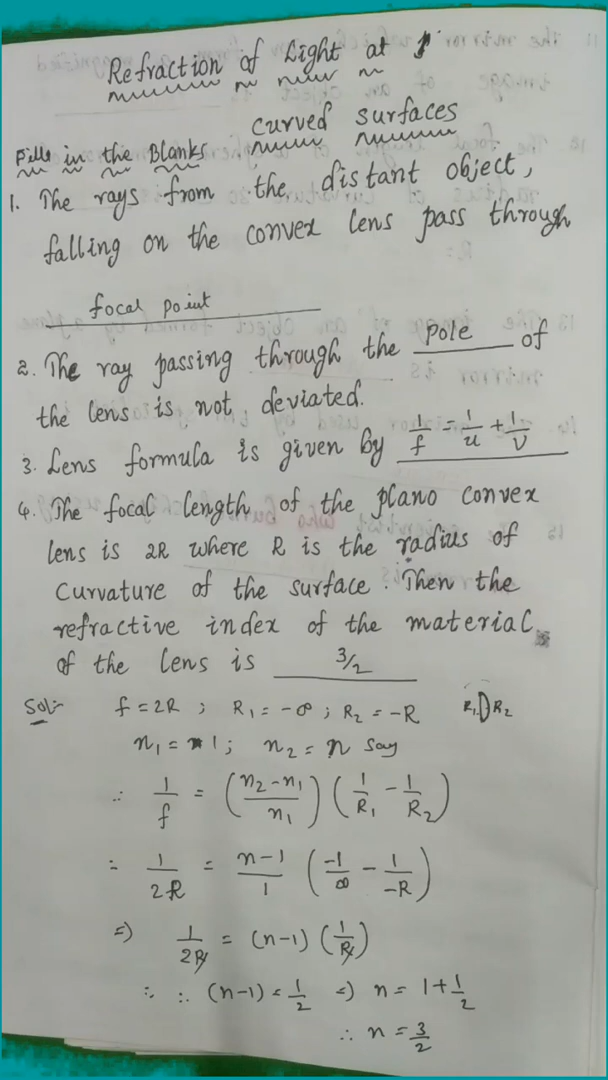 Refraction of Light at
curved surfaces
Fills in the Blanks
1. The rays from the distant object,
falling on the convex lens pass through
focal point
2. The ray passing through the Pole of
the lens is not deviated.
3. Lens formula is given by 1/f = 1/u + 1/v
4. The focal length of the plano convex
lens is 2R where R is the radius of
Curvature of the surface. Then the
refractive index of the material
of the lens is 3/2
Sol:- f = 2R ; R₁ = -∞ ; R₂ = -R R₁ R₂
n₁ = 1 ; n₂ = n say
∴ 1/f = (n₂-n₁/n₁) (1/R₁ - 1/R₂)
= 1/2R = n-1/1 (-1/∞ - 1/-R)
=) 1/2R = (n-1) (1/R)
∴ ∴ (n-1) = 1/2 =) n = 1+1/2
∴ n = 3/2